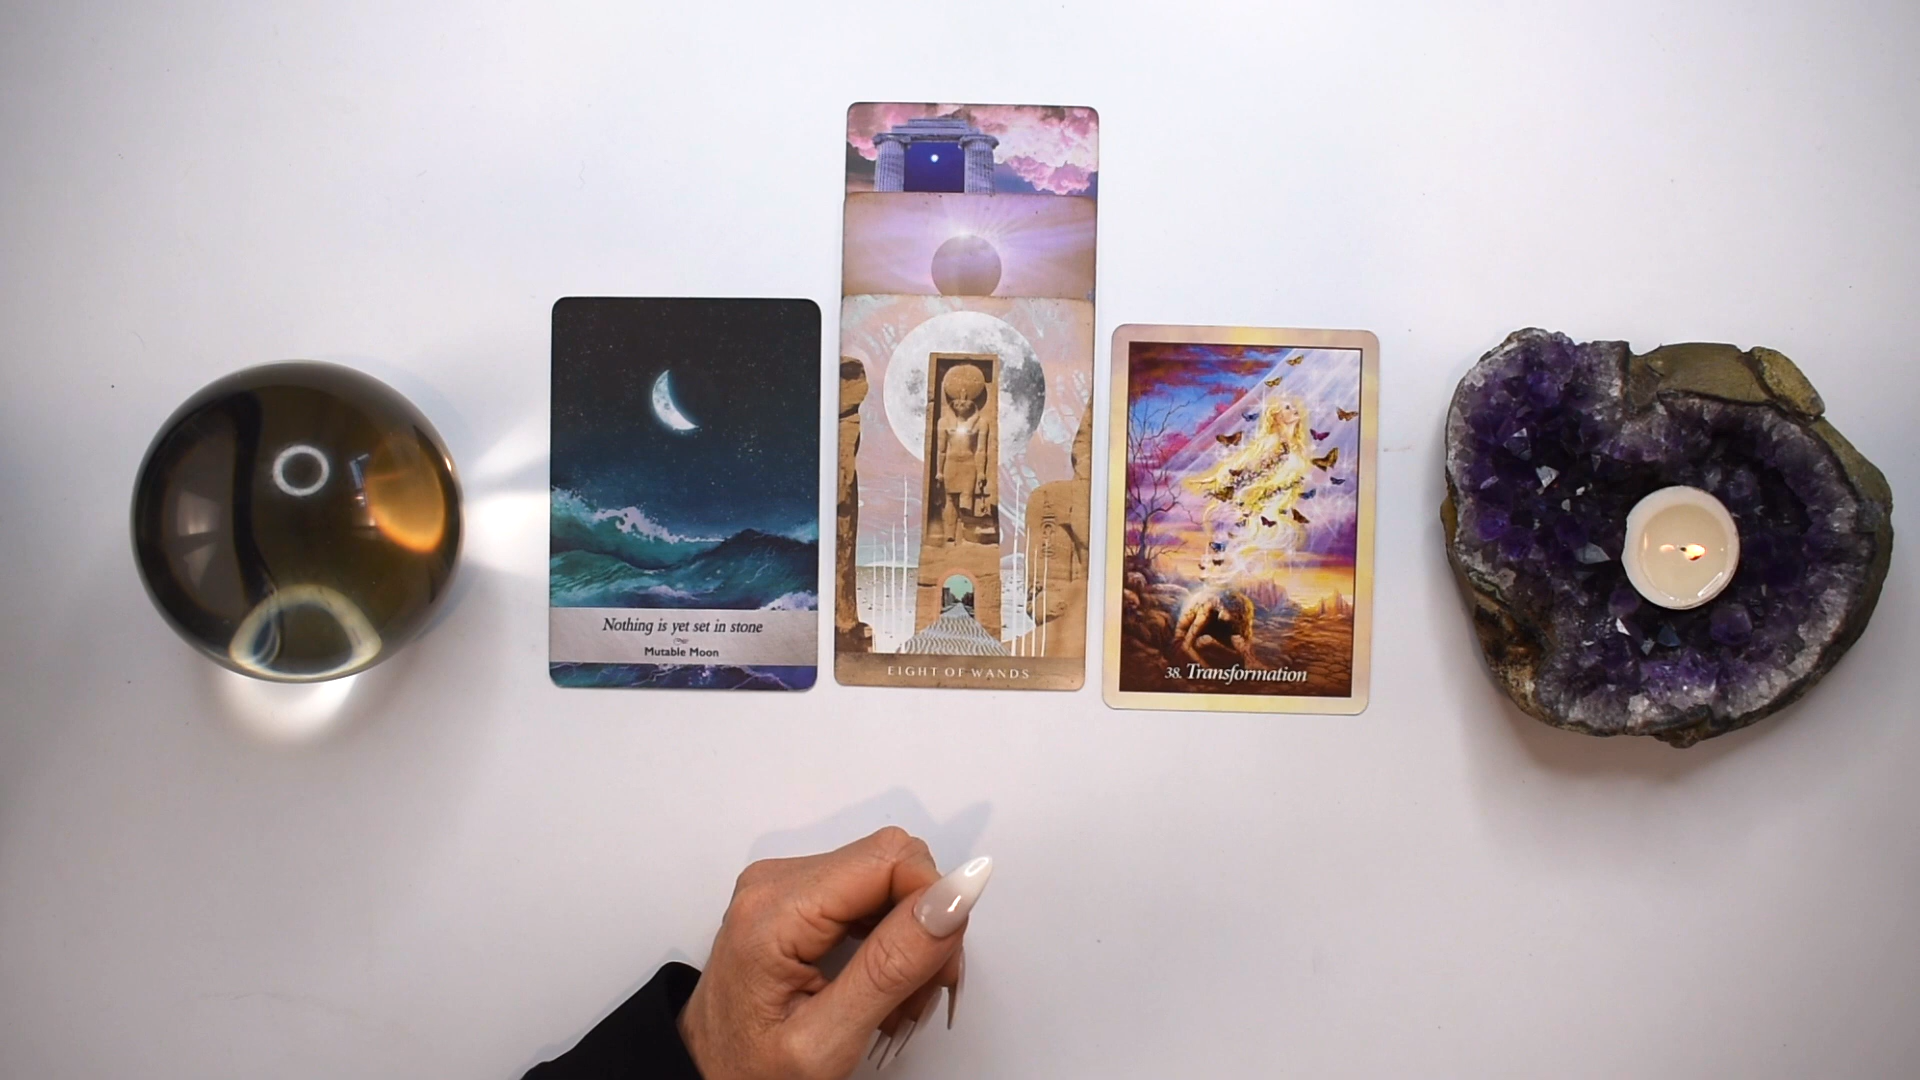 Nothing is yet set in stone
Mutable Moon
EIGHT OF WANDS
38. Transformation